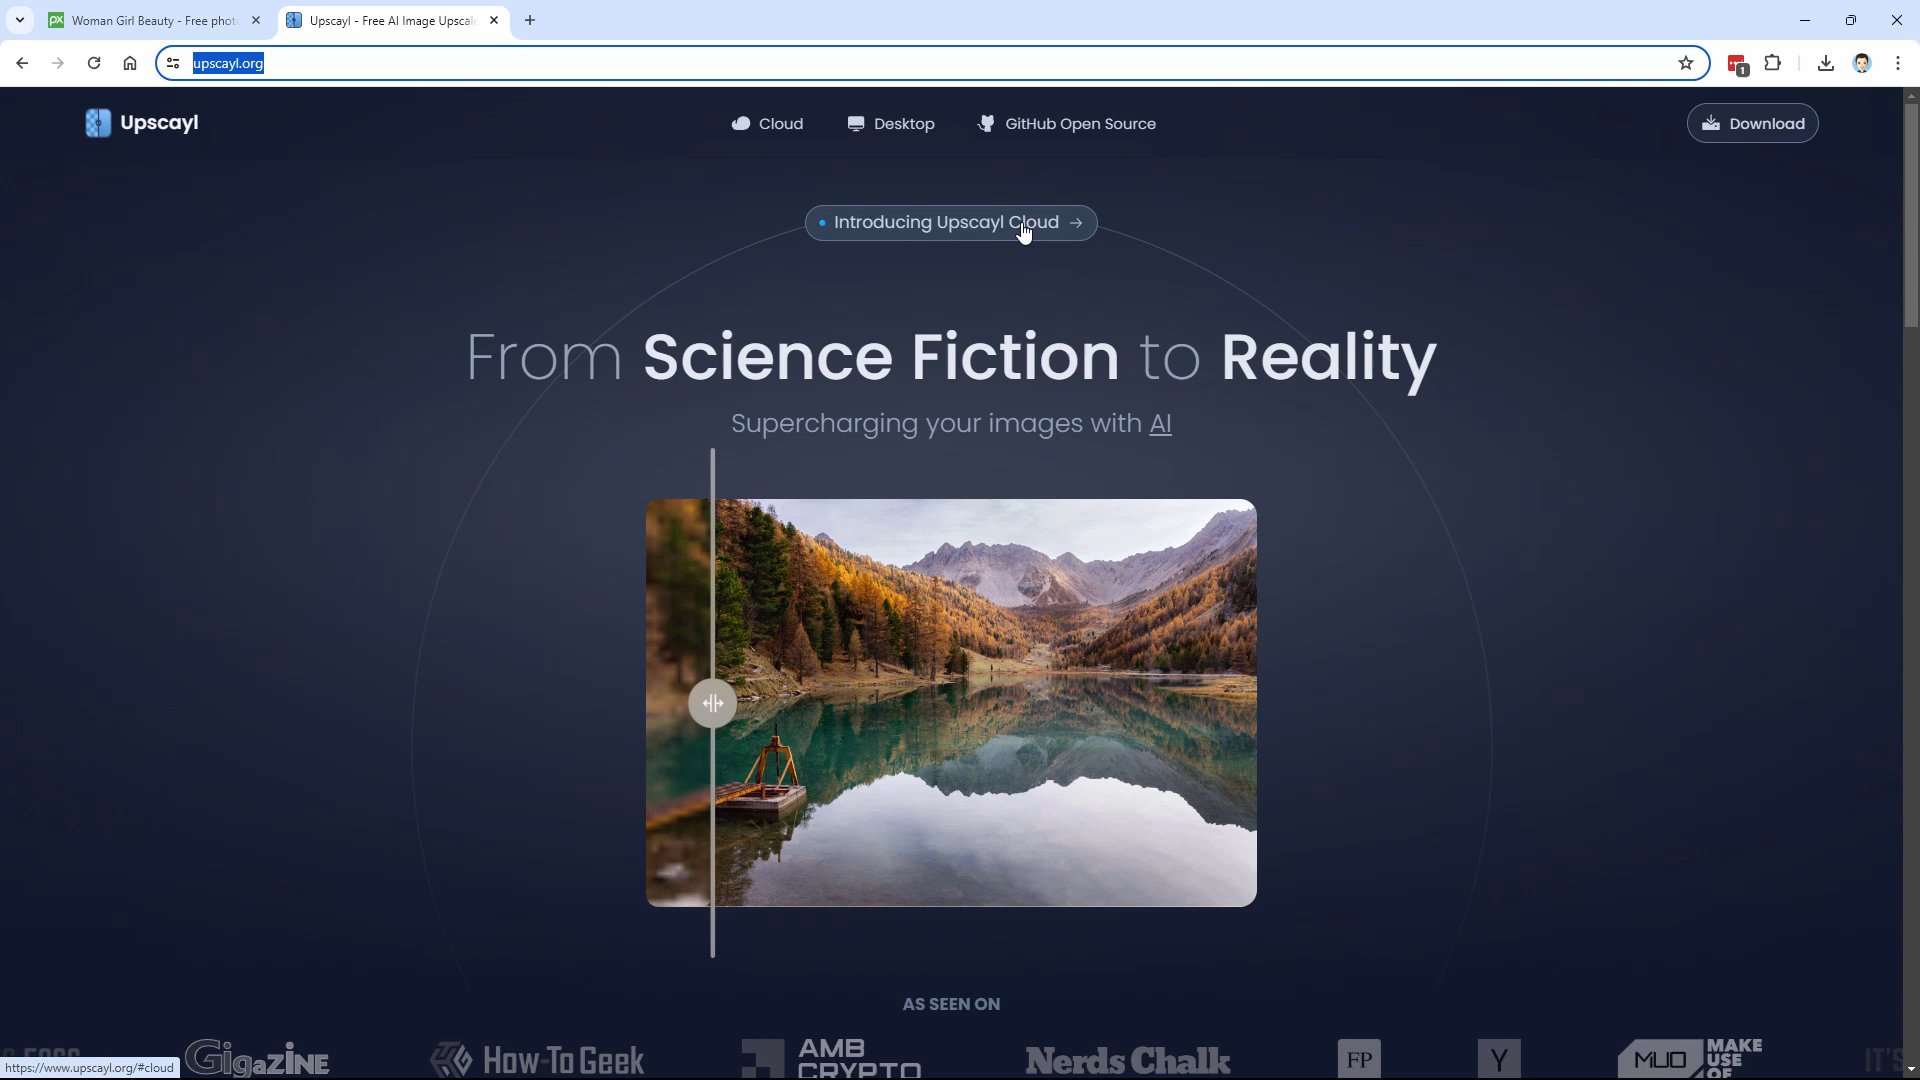 Woman Girl Beauty - Free phot
Upscayl - Free AI Image Upscal
upscayl.org
1
Upscayl
Cloud
Desktop
GitHub Open Source
Download
Introducing Upscayl Cloud →
From Science Fiction to Reality
Supercharging your images with AI
AS SEEN ON
GigaZiNE
How-To Geek
AMB
CRYPTO
Nerds Chalk
FP
Y
MUO
MAKE
USE
OF
IT'S
https://www.upscayl.org/#cloud